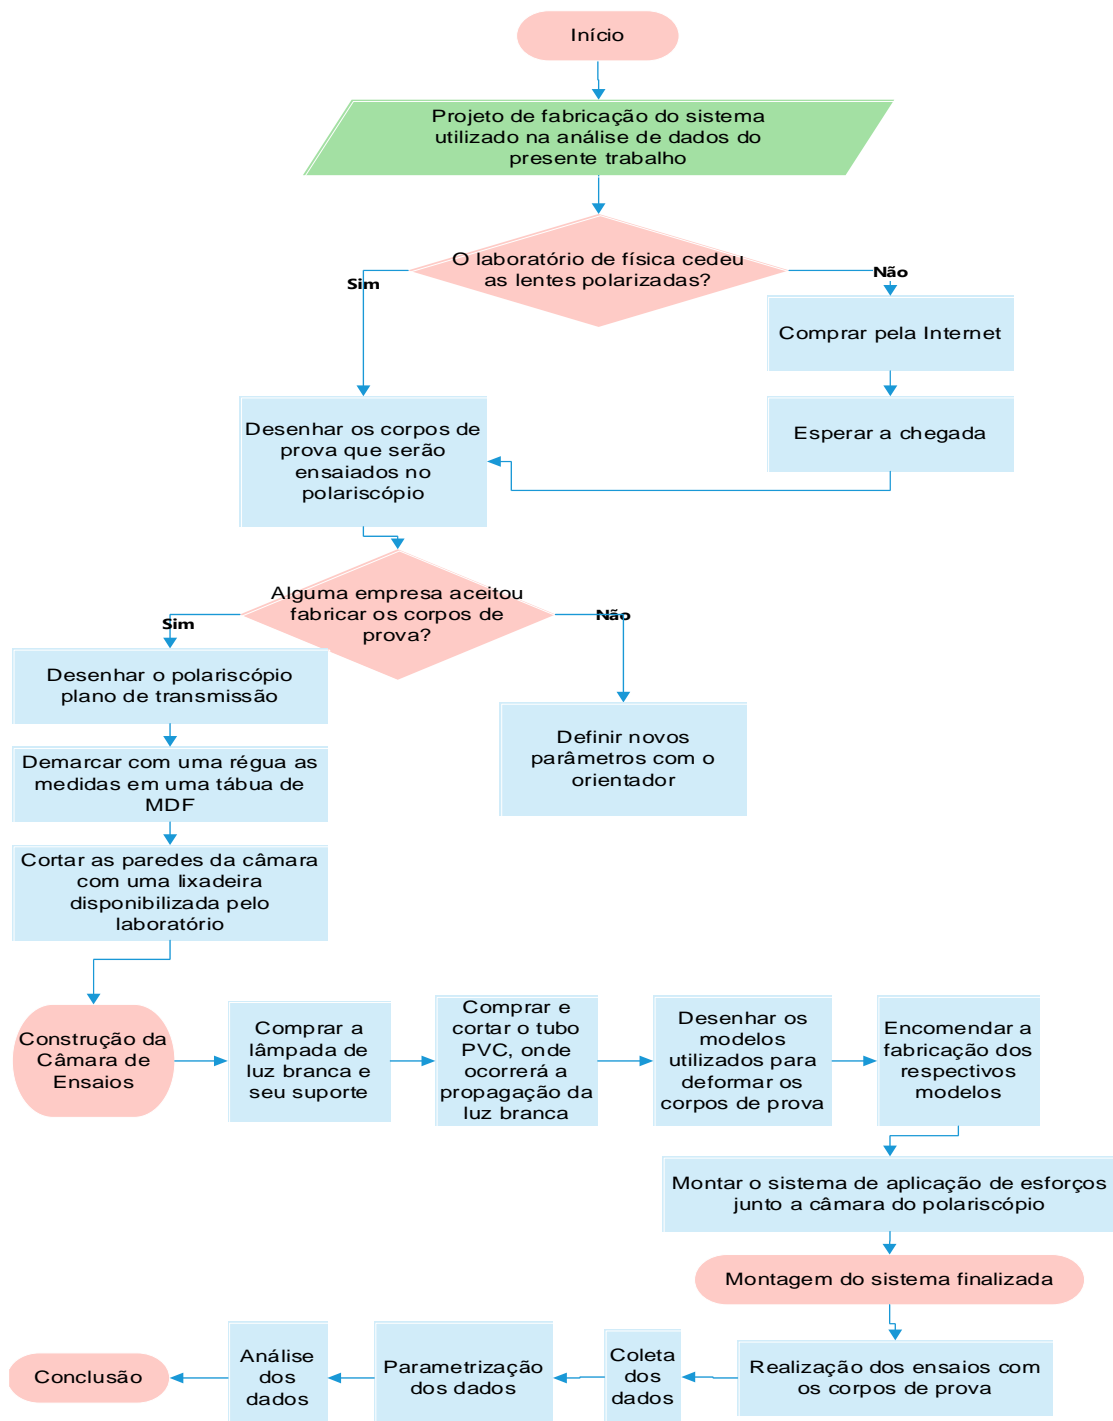 Início
Projeto de fabricação do sistema
utilizado na análise de dados do
presente trabalho
O laboratório de física cedeu
as lentes polarizadas?
Sim
Não
Comprar pela Internet
Esperar a chegada
Desenhar os corpos de
prova que serão
ensaiados no
polariscópio
Alguma empresa aceitou
fabricar os corpos de
prova?
Sim
Não
Desenhar o polariscópio
plano de transmissão
Definir novos
parâmetros com o
orientador
Demarcar com uma régua as
medidas em uma tábua de
MDF
Cortar as paredes da câmara
com uma lixadeira
disponibilizada pelo
laboratório
Construção da
Câmara de
Ensaios
Comprar a
lâmpada de
luz branca e
seu suporte
Comprar e
cortar o tubo
PVC, onde
ocorrerá a
propagação da
luz branca
Desenhar os
modelos
utilizados para
deformar os
corpos de prova
Encomendar a
fabricação dos
respectivos
modelos
Montar o sistema de aplicação de esforços
junto a câmara do polariscópio
Montagem do sistema finalizada
Realização dos ensaios com
os corpos de prova
Coleta
dos
dados
Parametrização
dos dados
Análise
dos
dados
Conclusão